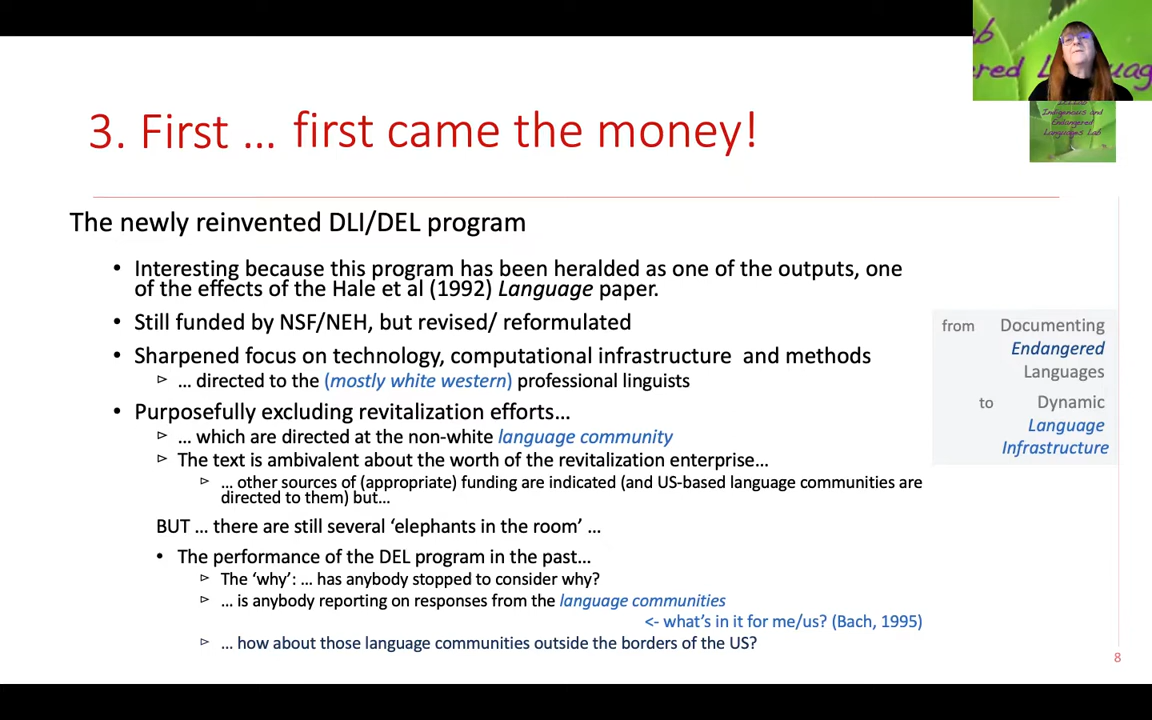 ab
ered Languag
Indigenous and
Endangered
Languages Lab
3. First … first came the money!
The newly reinvented DLI/DEL program
• Interesting because this program has been heralded as one of the outputs, one
of the effects of the Hale et al (1992) Language paper.
• Still funded by NSF/NEH, but revised/ reformulated
• Sharpened focus on technology, computational infrastructure and methods
… directed to the (mostly white western) professional linguists
• Purposefully excluding revitalization efforts…
… which are directed at the non-white language community
The text is ambivalent about the worth of the revitalization enterprise…
… other sources of (appropriate) funding are indicated (and US-based language communities are
directed to them) but…
BUT … there are still several ‘elephants in the room’ …
• The performance of the DEL program in the past…
The ‘why’: … has anybody stopped to consider why?
… is anybody reporting on responses from the language communities
<- what’s in it for me/us? (Bach, 1995)
… how about those language communities outside the borders of the US?
from Documenting
Endangered
Languages
to Dynamic
Language
Infrastructure
8